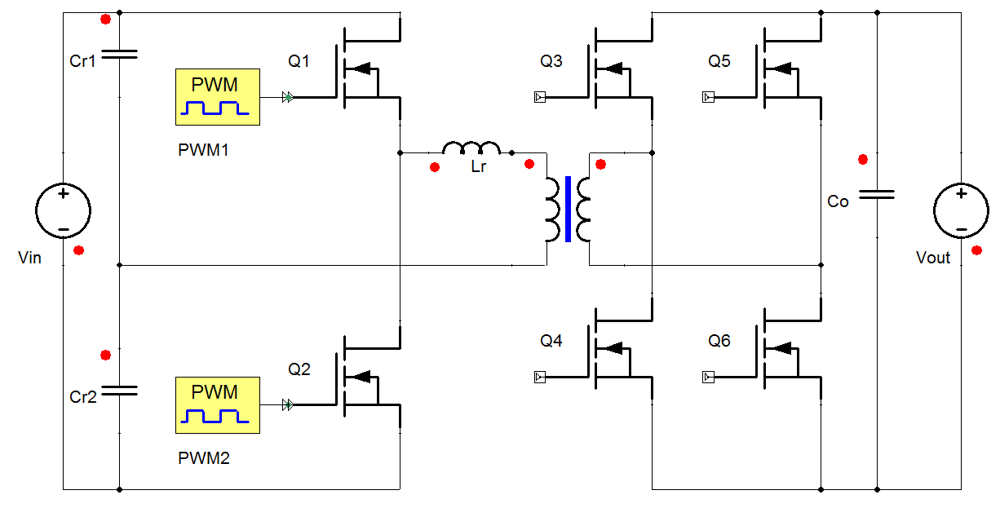 Cr1
PWM
PWM1
Q1
Q3
Q5
Lr
Vin
Co
Vout
Cr2
PWM
PWM2
Q2
Q4
Q6